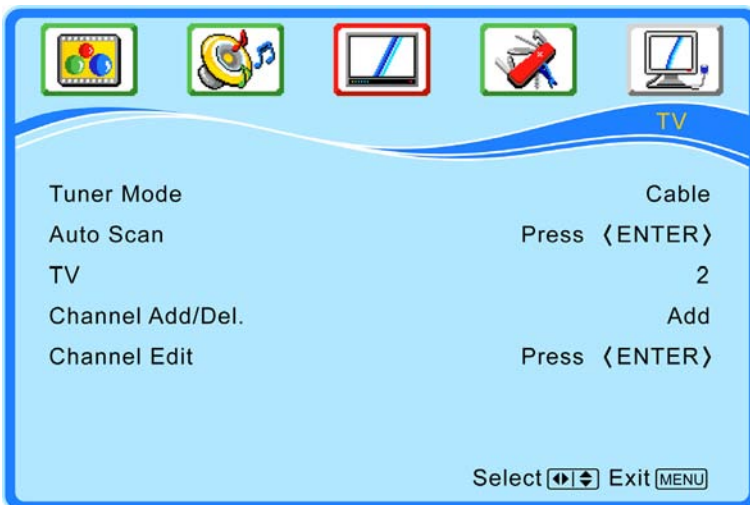 TV
Tuner Mode Cable
Auto Scan Press 〈ENTER〉
TV 2
Channel Add/Del. Add
Channel Edit Press 〈ENTER〉
Select Exit MENU